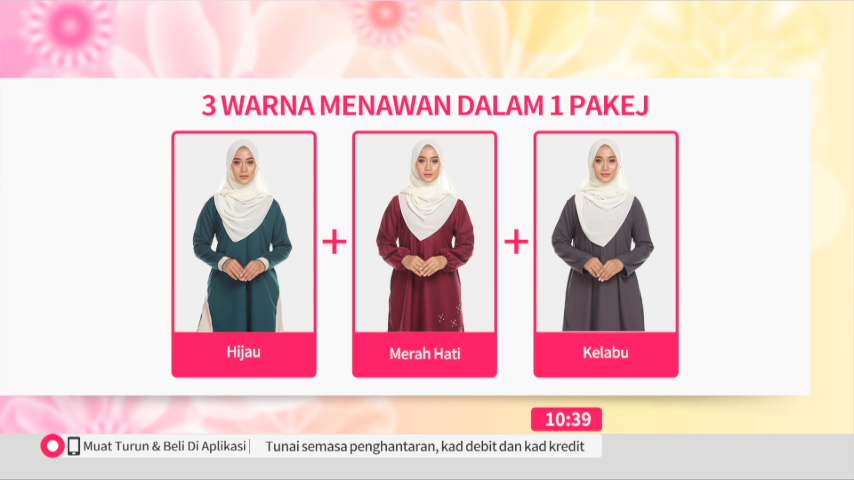 3 WARNA MENAWAN DALAM 1 PAKEJ
Hijau
Merah Hati
Kelabu
10:39
Muat Turun & Beli Di Aplikasi
Tunai semasa penghantaran, kad debit dan kad kredit